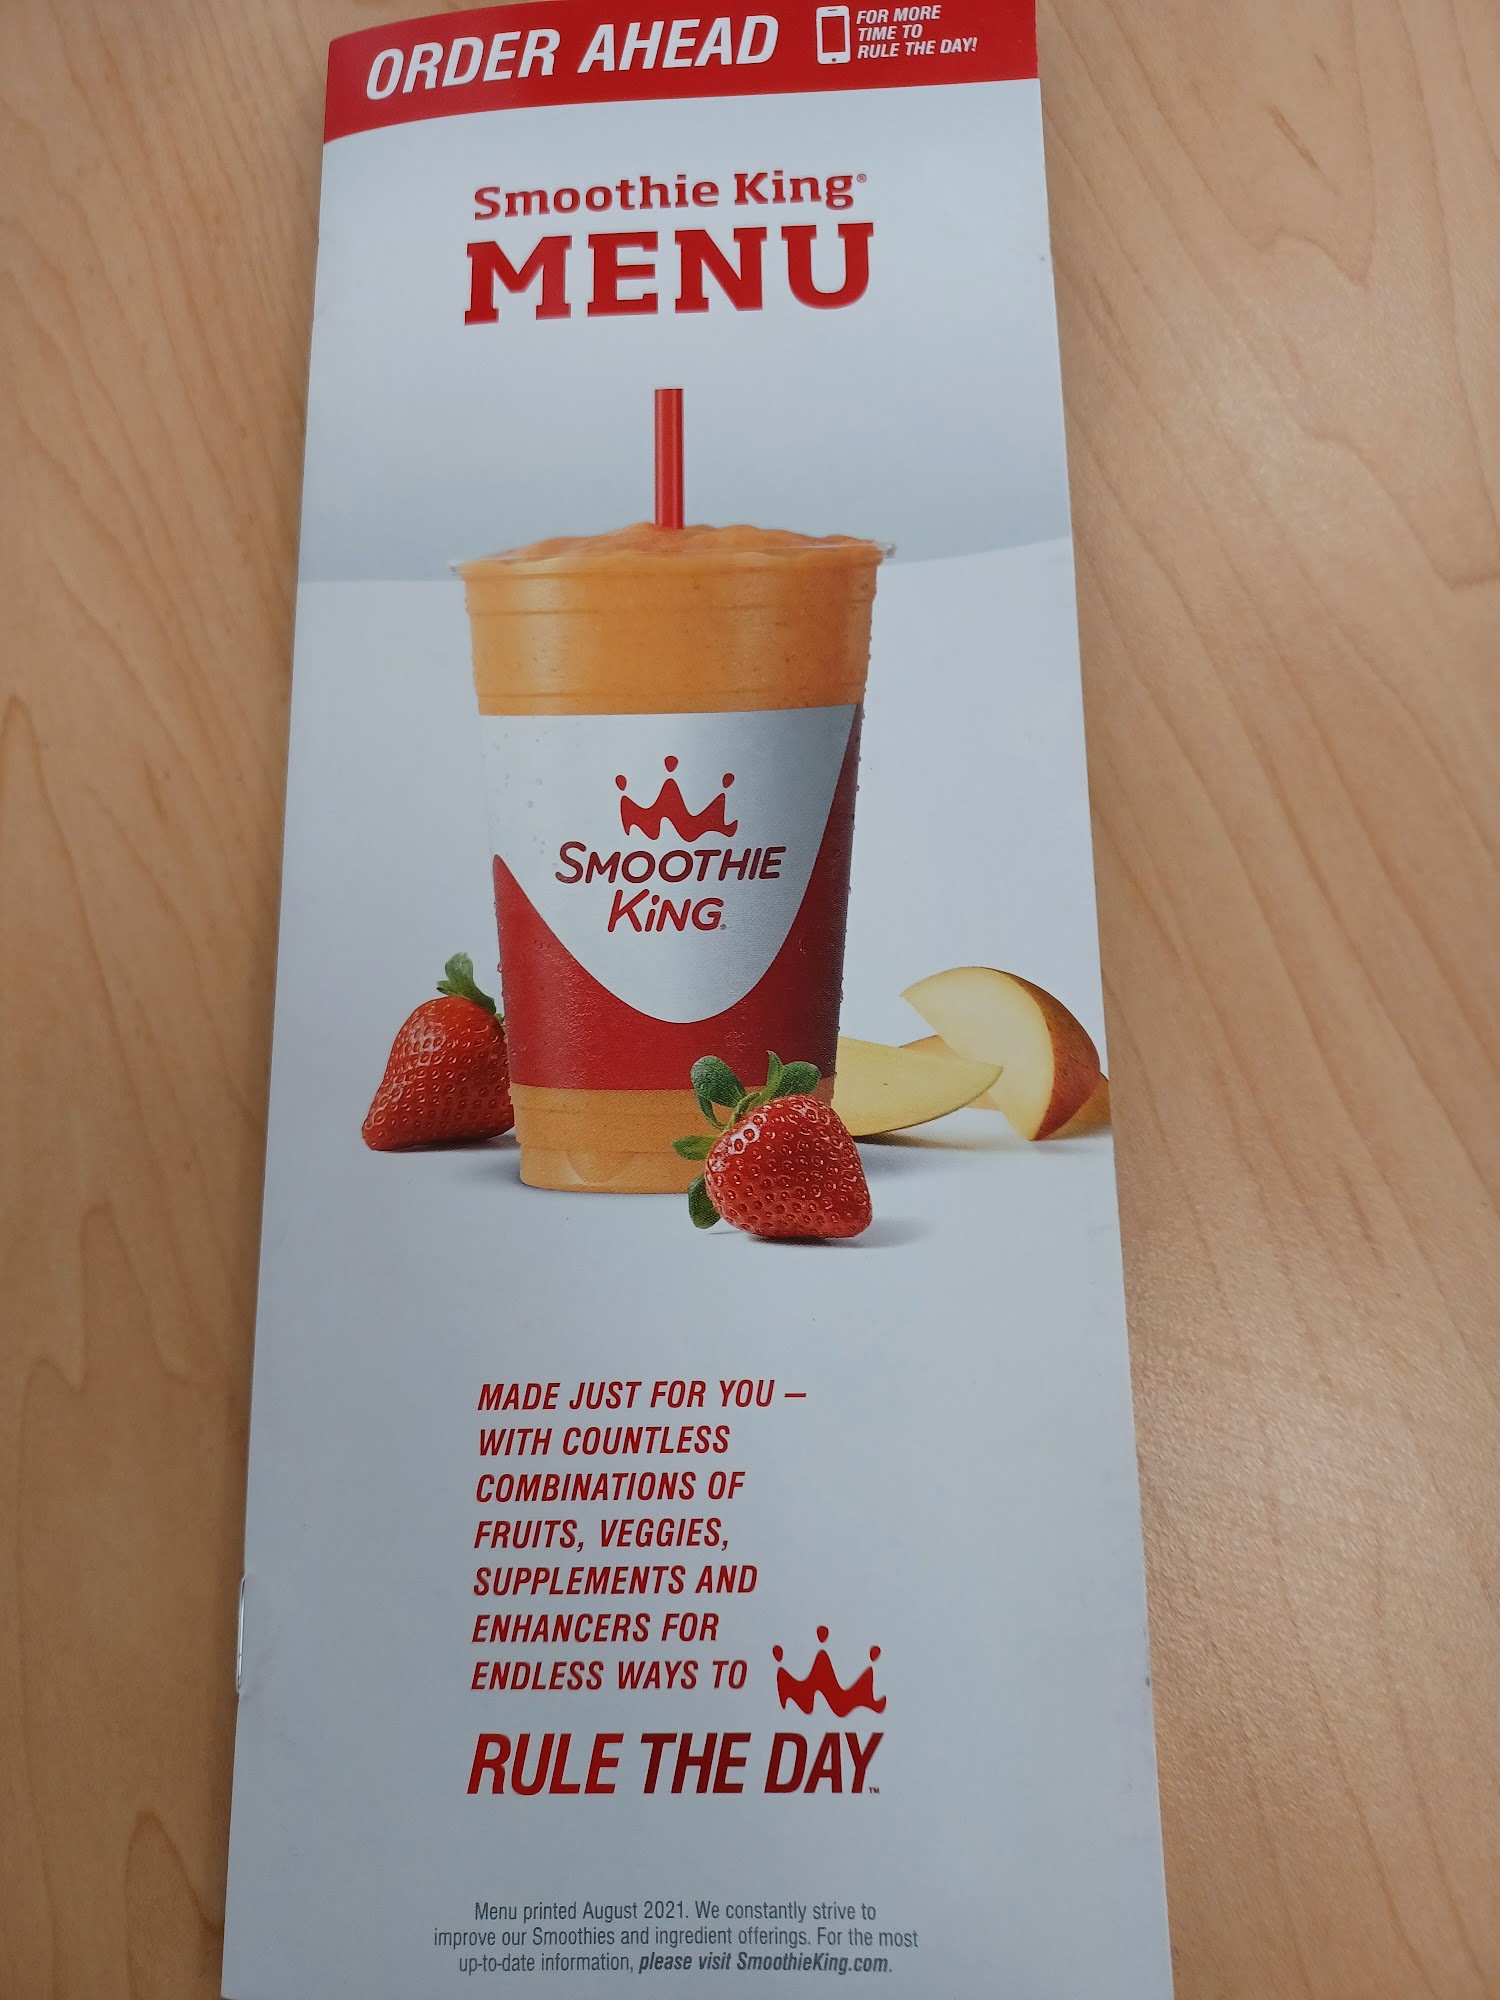 ORDER AHEAD
FOR MORE
TIME TO
RULE THE DAY!
Smoothie King®
MENU
SMOOTHIE
KiNG®
MADE JUST FOR YOU –
WITH COUNTLESS
COMBINATIONS OF
FRUITS, VEGGIES,
SUPPLEMENTS AND
ENHANCERS FOR
ENDLESS WAYS TO
RULE THE DAY™
Menu printed August 2021. We constantly strive to
improve our Smoothies and ingredient offerings. For the most
up-to-date information, please visit SmoothieKing.com.